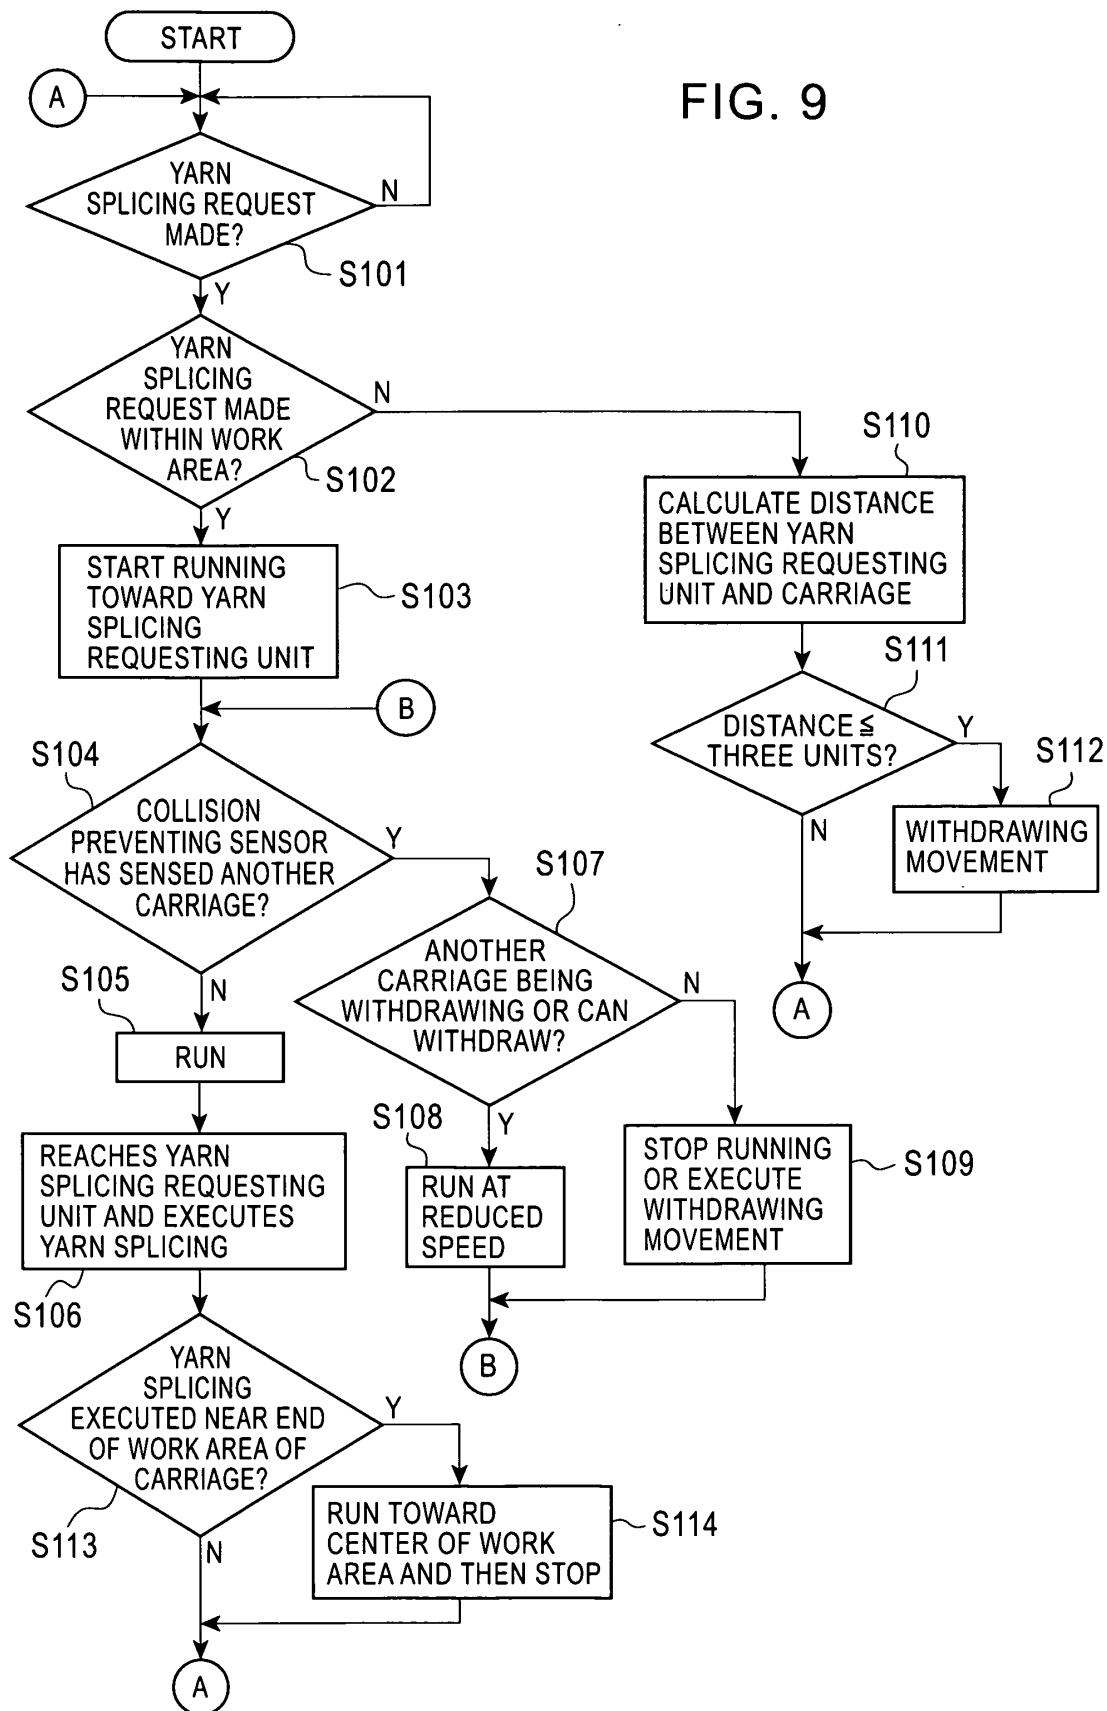 START
A
FIG. 9
YARN
SPLICING REQUEST
MADE?
N
S101
Y
YARN
SPLICING
REQUEST MADE
WITHIN WORK
AREA?
N
S102
Y
S110
CALCULATE DISTANCE
BETWEEN YARN
SPLICING REQUESTING
UNIT AND CARRIAGE
START RUNNING
TOWARD YARN
SPLICING
REQUESTING UNIT
S103
B
S111
DISTANCE ≦
THREE UNITS?
Y
N
S112
WITHDRAWING
MOVEMENT
A
S104
COLLISION
PREVENTING SENSOR
HAS SENSED ANOTHER
CARRIAGE?
Y
N
S107
ANOTHER
CARRIAGE BEING
WITHDRAWING OR CAN
WITHDRAW?
N
Y
S105
RUN
S108
RUN AT
REDUCED
SPEED
STOP RUNNING
OR EXECUTE
WITHDRAWING
MOVEMENT
S109
B
REACHES YARN
SPLICING REQUESTING
UNIT AND EXECUTES
YARN SPLICING
S106
YARN
SPLICING
EXECUTED NEAR END
OF WORK AREA OF
CARRIAGE?
Y
S113
N
RUN TOWARD
CENTER OF WORK
AREA AND THEN STOP
S114
A